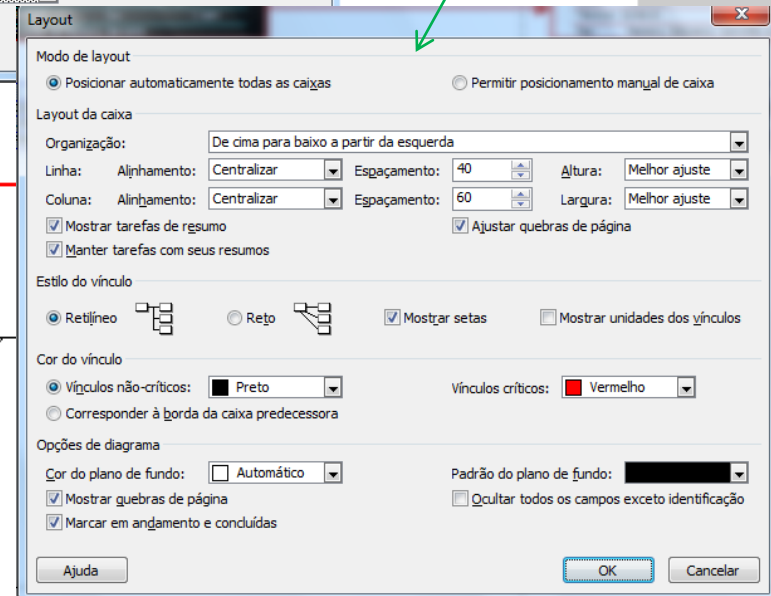 Layout
Modo de layout
Posicionar automaticamente todas as caixas
Permitir posicionamento manual de caixa
Layout da caixa
Organização: De cima para baixo a partir da esquerda
Linha: Alinhamento: Centralizar Espaçamento: 40 Altura: Melhor ajuste
Coluna: Alinhamento: Centralizar Espaçamento: 60 Largura: Melhor ajuste
Mostrar tarefas de resumo
Ajustar quebras de página
Manter tarefas com seus resumos
Estilo do vínculo
Retilíneo Reto Mostrar setas Mostrar unidades dos vínculos
Cor do vínculo
Vínculos não-críticos: Preto Vínculos críticos: Vermelho
Corresponder à borda da caixa predecessora
Opções de diagrama
Cor do plano de fundo: Automático Padrão do plano de fundo:
Mostrar quebras de página
Ocultar todos os campos exceto identificação
Marcar em andamento e concluídas
Ajuda OK Cancelar